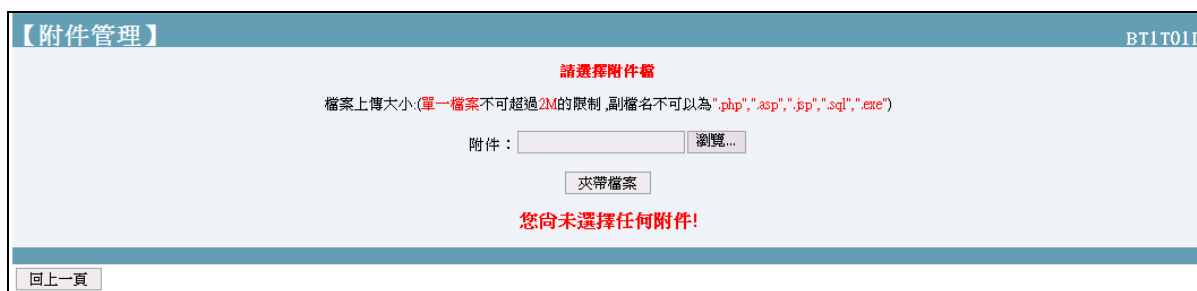 【附件管理】 BT1T01I
請選擇附件檔
檔案上傳大小:(單一檔案不可超過2M的限制,副檔名不可以為".php",".asp",".jsp",".sql",".exe")
附件： 瀏覽...
夾帶檔案
您尚未選擇任何附件!
回上一頁